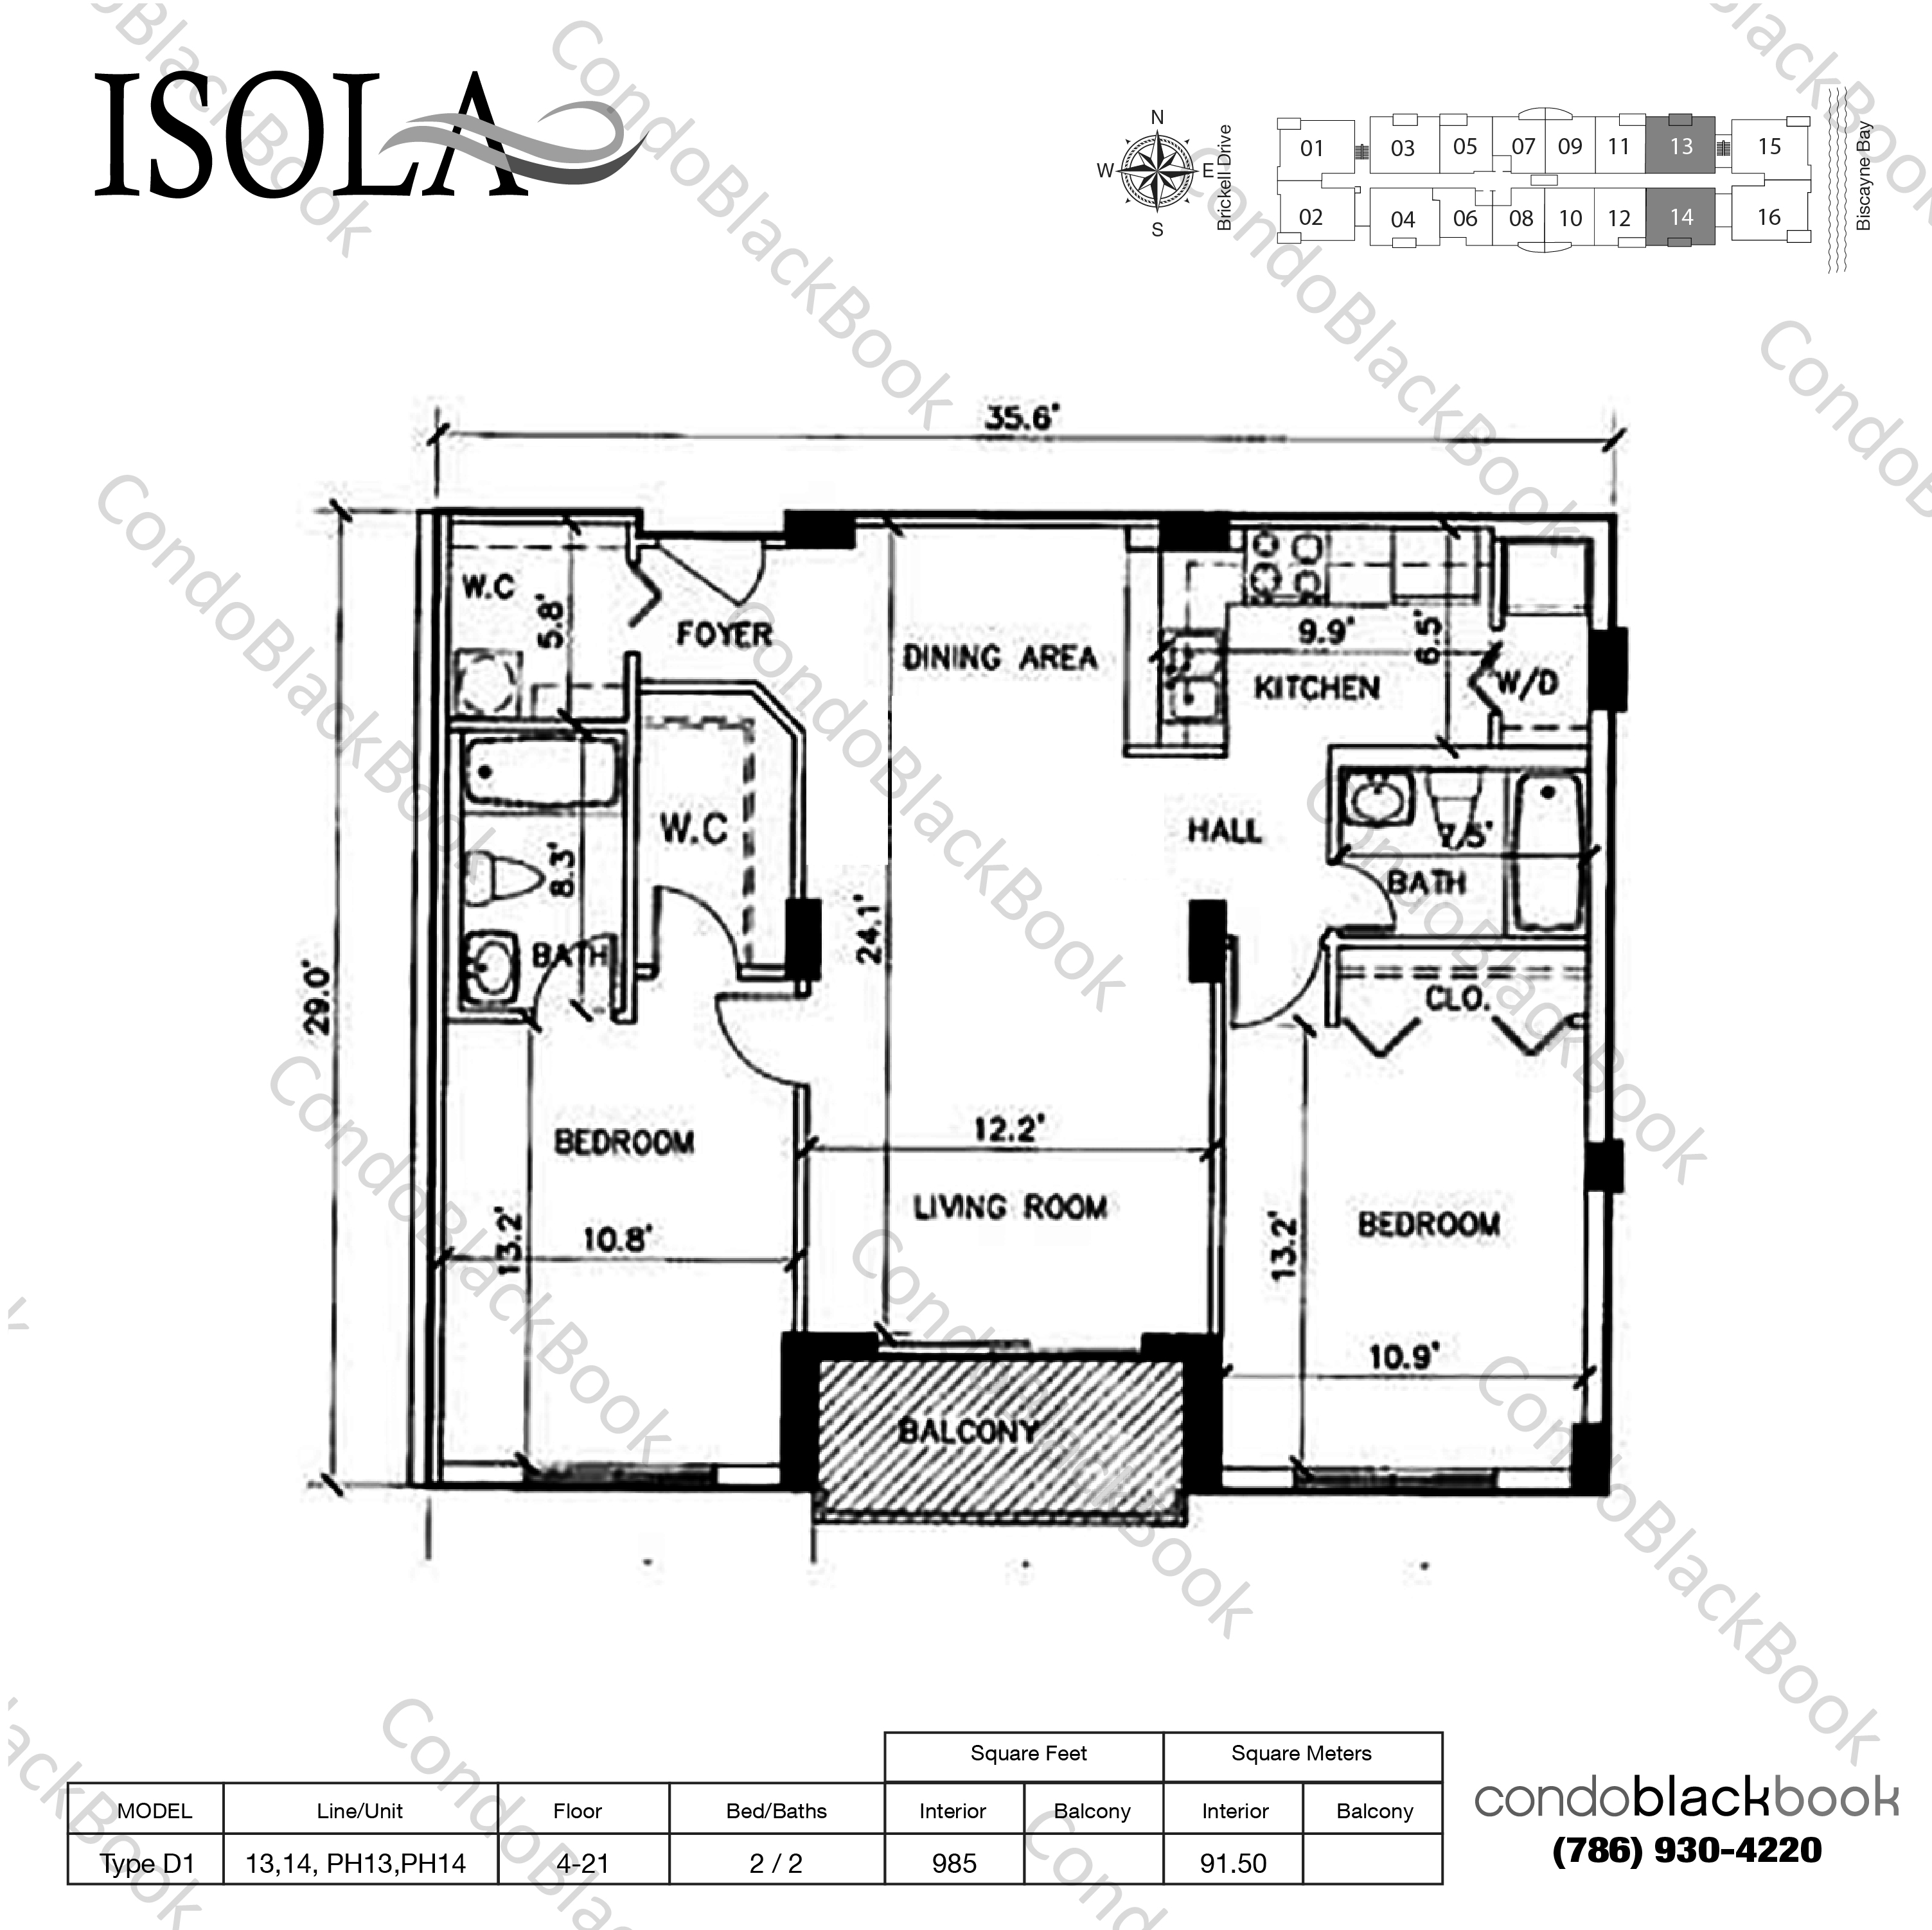 ISOLA
N
W E
S
Brickell Drive
01 03 05 07 09 11 13 15
02 04 06 08 10 12 14 16
Biscayne Bay
35.6'
29.0'
W.C
5.8'
FOYER
DINING AREA
9.9'
6.5'
KITCHEN
W/D
W.C
8.3'
BATH
24.1'
HALL
7.5'
BATH
CLO.
BEDROOM
13.2'
10.8'
12.2'
LIVING ROOM
BEDROOM
13.2'
10.9'
BALCONY
Square Feet Square Meters
MODEL Line/Unit Floor Bed/Baths Interior Balcony Interior Balcony
Type D1 13,14, PH13,PH14 4-21 2 / 2 985 91.50
condoblackbook
(786) 930-4220
CondoBlackBook